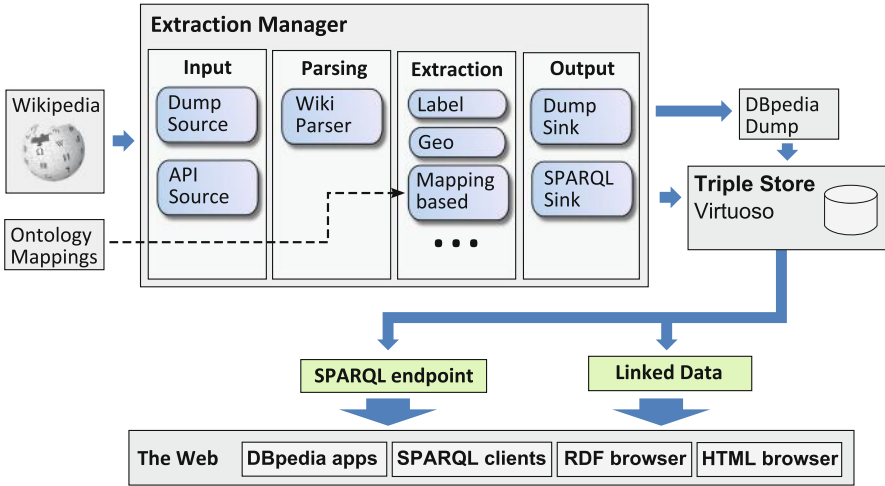 Extraction Manager
Input
Parsing
Extraction
Output
Wikipedia
Dump
Source
API
Source
Wiki
Parser
Label
Geo
Mapping
based
• • •
Dump
Sink
SPARQL
Sink
DBpedia
Dump
Triple Store
Virtuoso
Ontology
Mappings
SPARQL endpoint
Linked Data
The Web
DBpedia apps
SPARQL clients
RDF browser
HTML browser